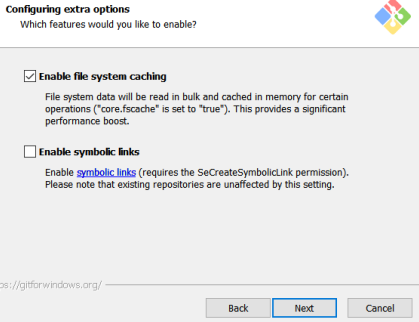 Configuring extra options
Which features would you like to enable?
Enable file system caching
File system data will be read in bulk and cached in memory for certain
operations ("core.fscache" is set to "true"). This provides a significant
performance boost.
Enable symbolic links
Enable symbolic links (requires the SeCreateSymbolicLink permission).
Please note that existing repositories are unaffected by this setting.
ps://gitforwindows.org/
Back
Next
Cancel